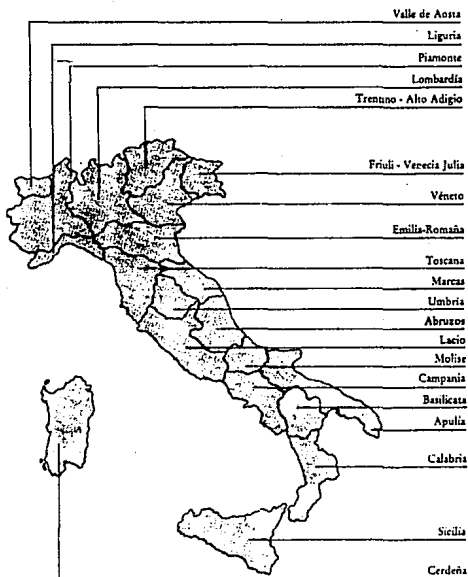 Valle de Aosta
Liguria
Piamonte
Lombardía
Trentino - Alto Adigio
Friuli - Venecia Julia
Véneto
Emilia-Romaña
Toscana
Marcas
Umbría
Abruzos
Lacio
Molise
Campania
Basilicata
Apulia
Calabria
Sicilia
Cerdeña